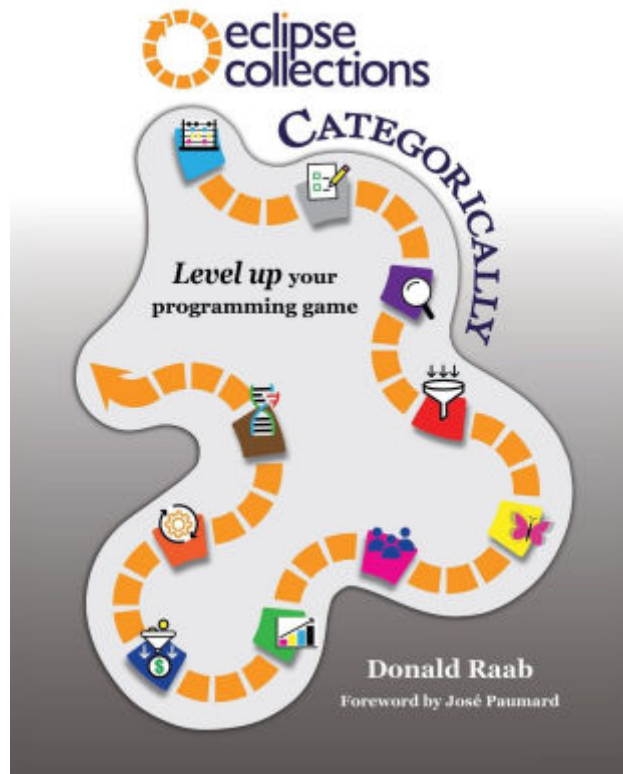 eclipse
collections
CATEGORICALLY
Level up your
programming game
$
Donald Raab
Foreword by José Paumard